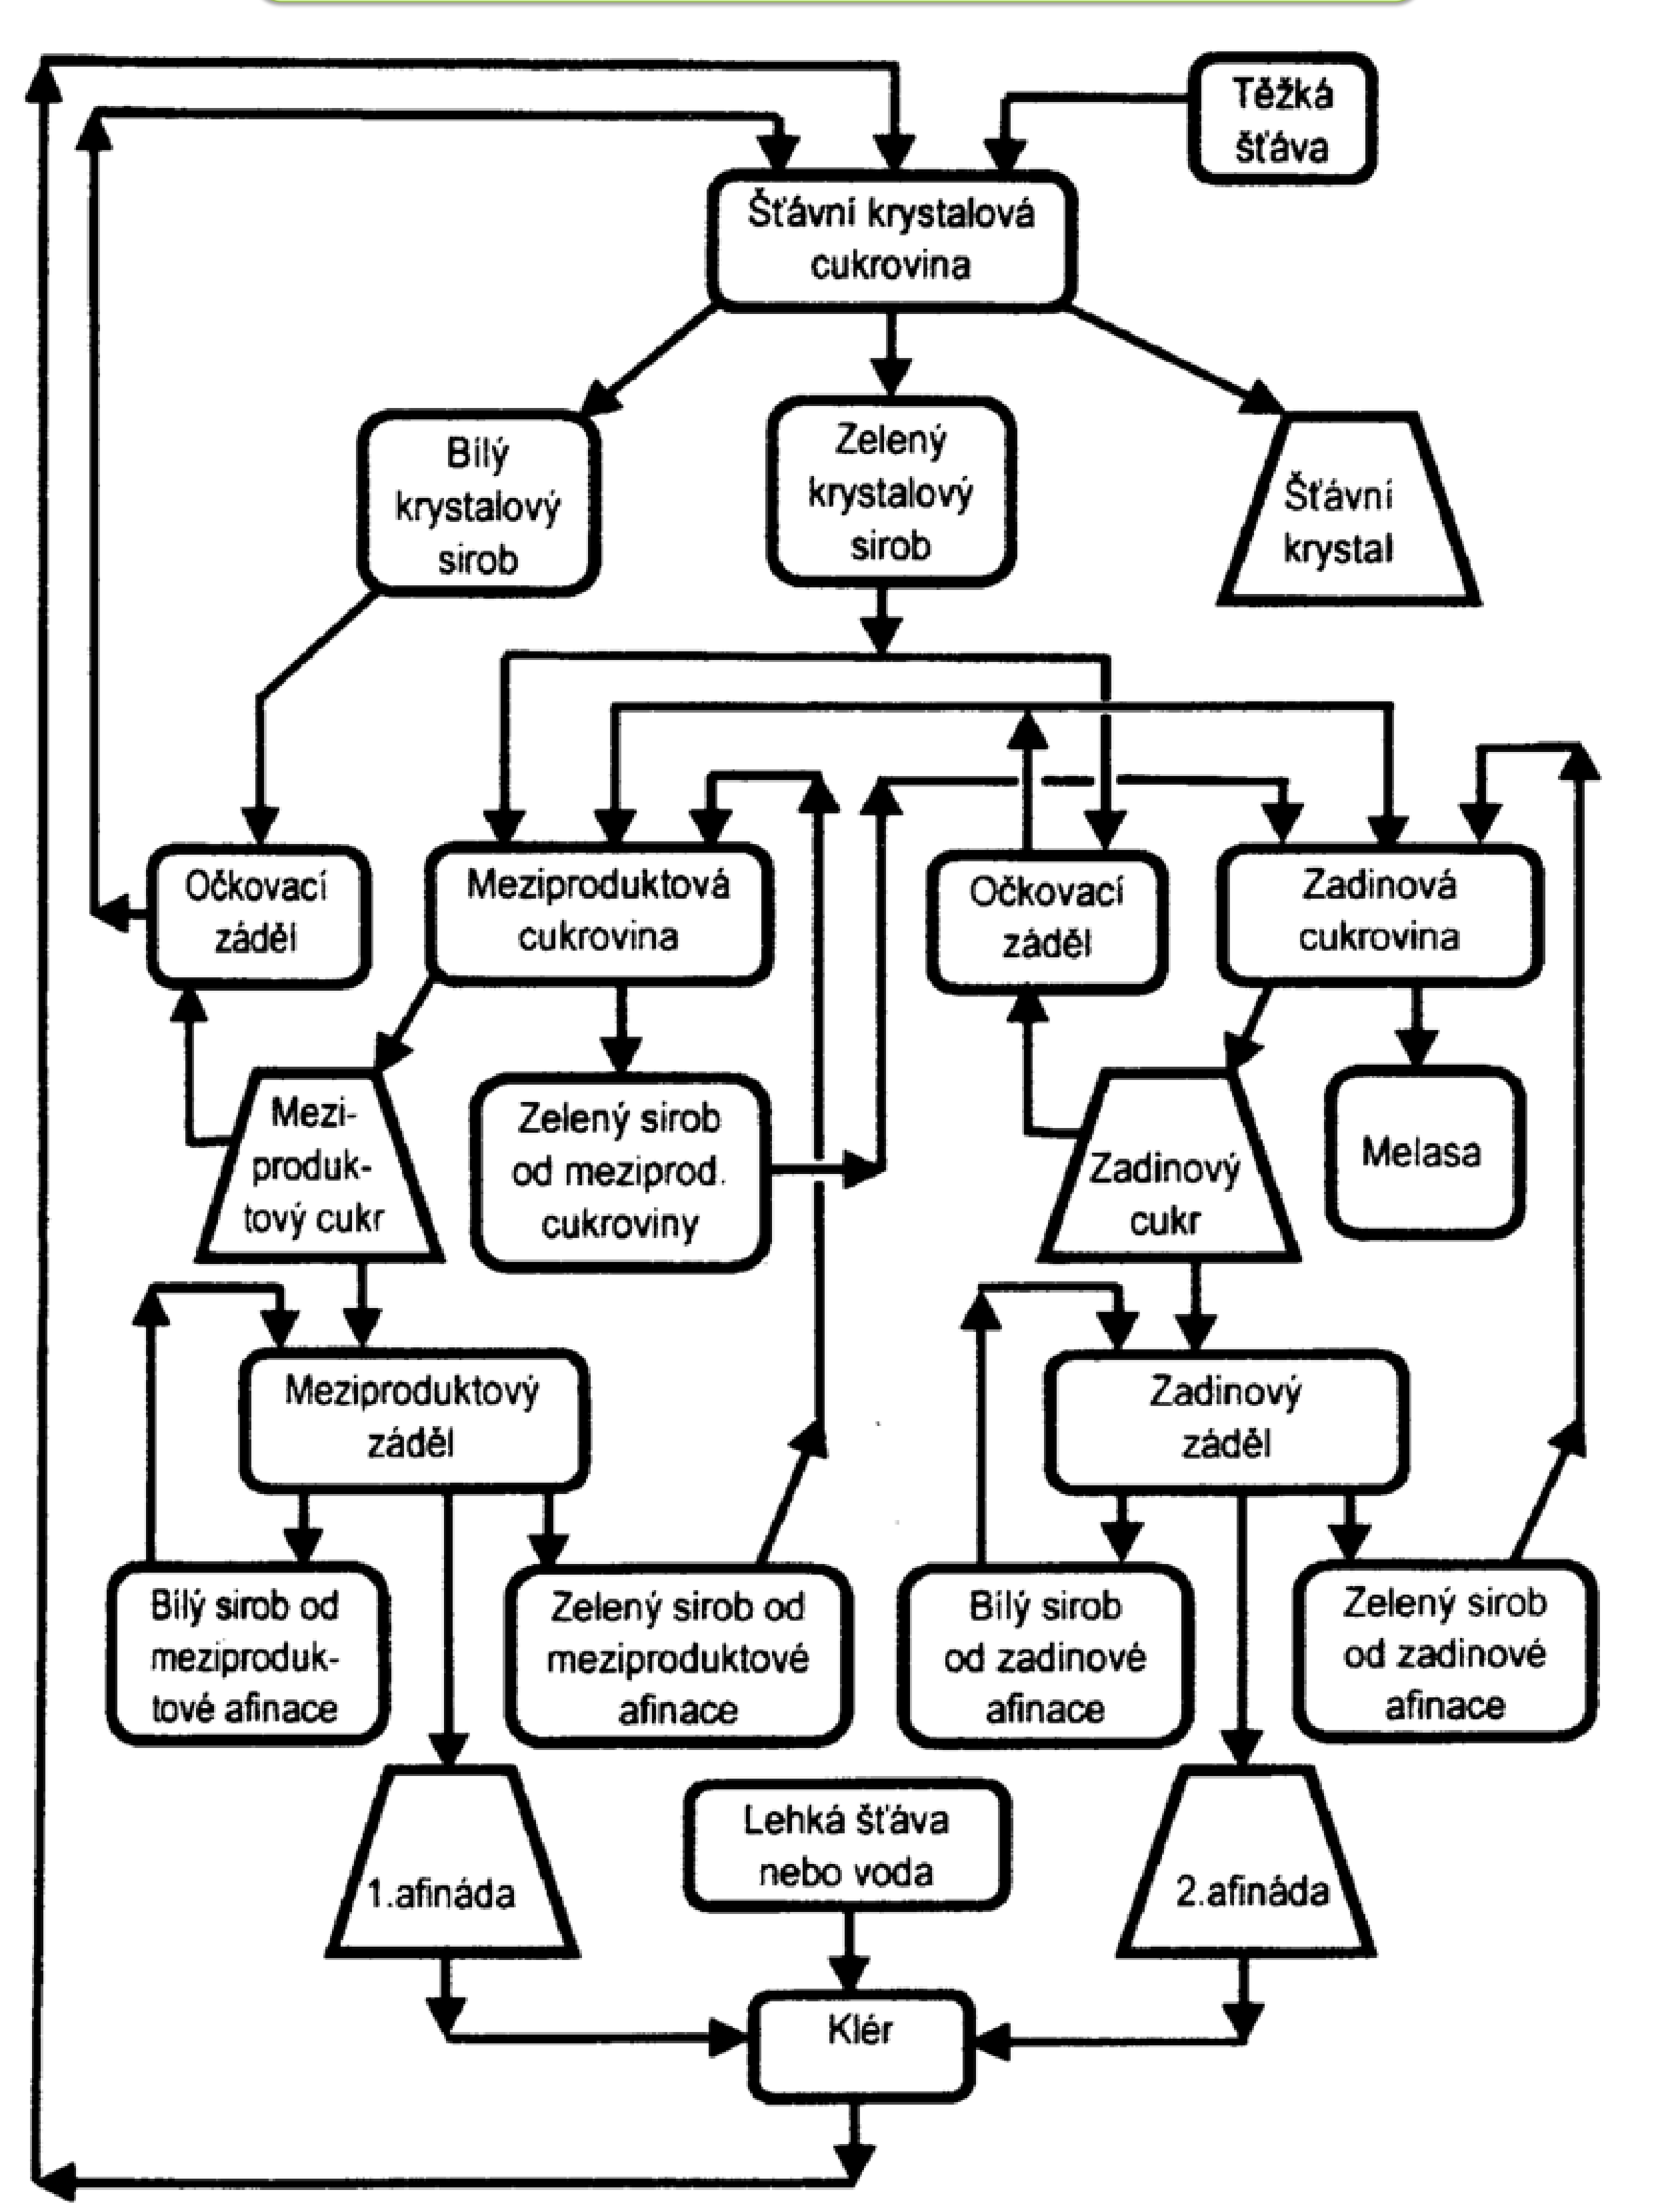 Těžká
šťáva
Šťávní krystalová
cukrovina
Bílý
krystalový
sirob
Zelený
krystalový
sirob
Šťávní
krystal
Očkovací
záděl
Meziproduktová
cukrovina
Očkovací
záděl
Zadinová
cukrovina
Mezi-
produk-
tový cukr
Zelený sirob
od meziprod.
cukroviny
Zadinový
cukr
Melasa
Meziproduktový
záděl
Zadinový
záděl
Bílý sirob od
meziproduk-
tové afinace
Zelený sirob od
meziproduktové
afinace
Bílý sirob
od zadinové
afinace
Zelený sirob
od zadinové
afinace
1.afináda
Lehká šťáva
nebo voda
2.afináda
Klér